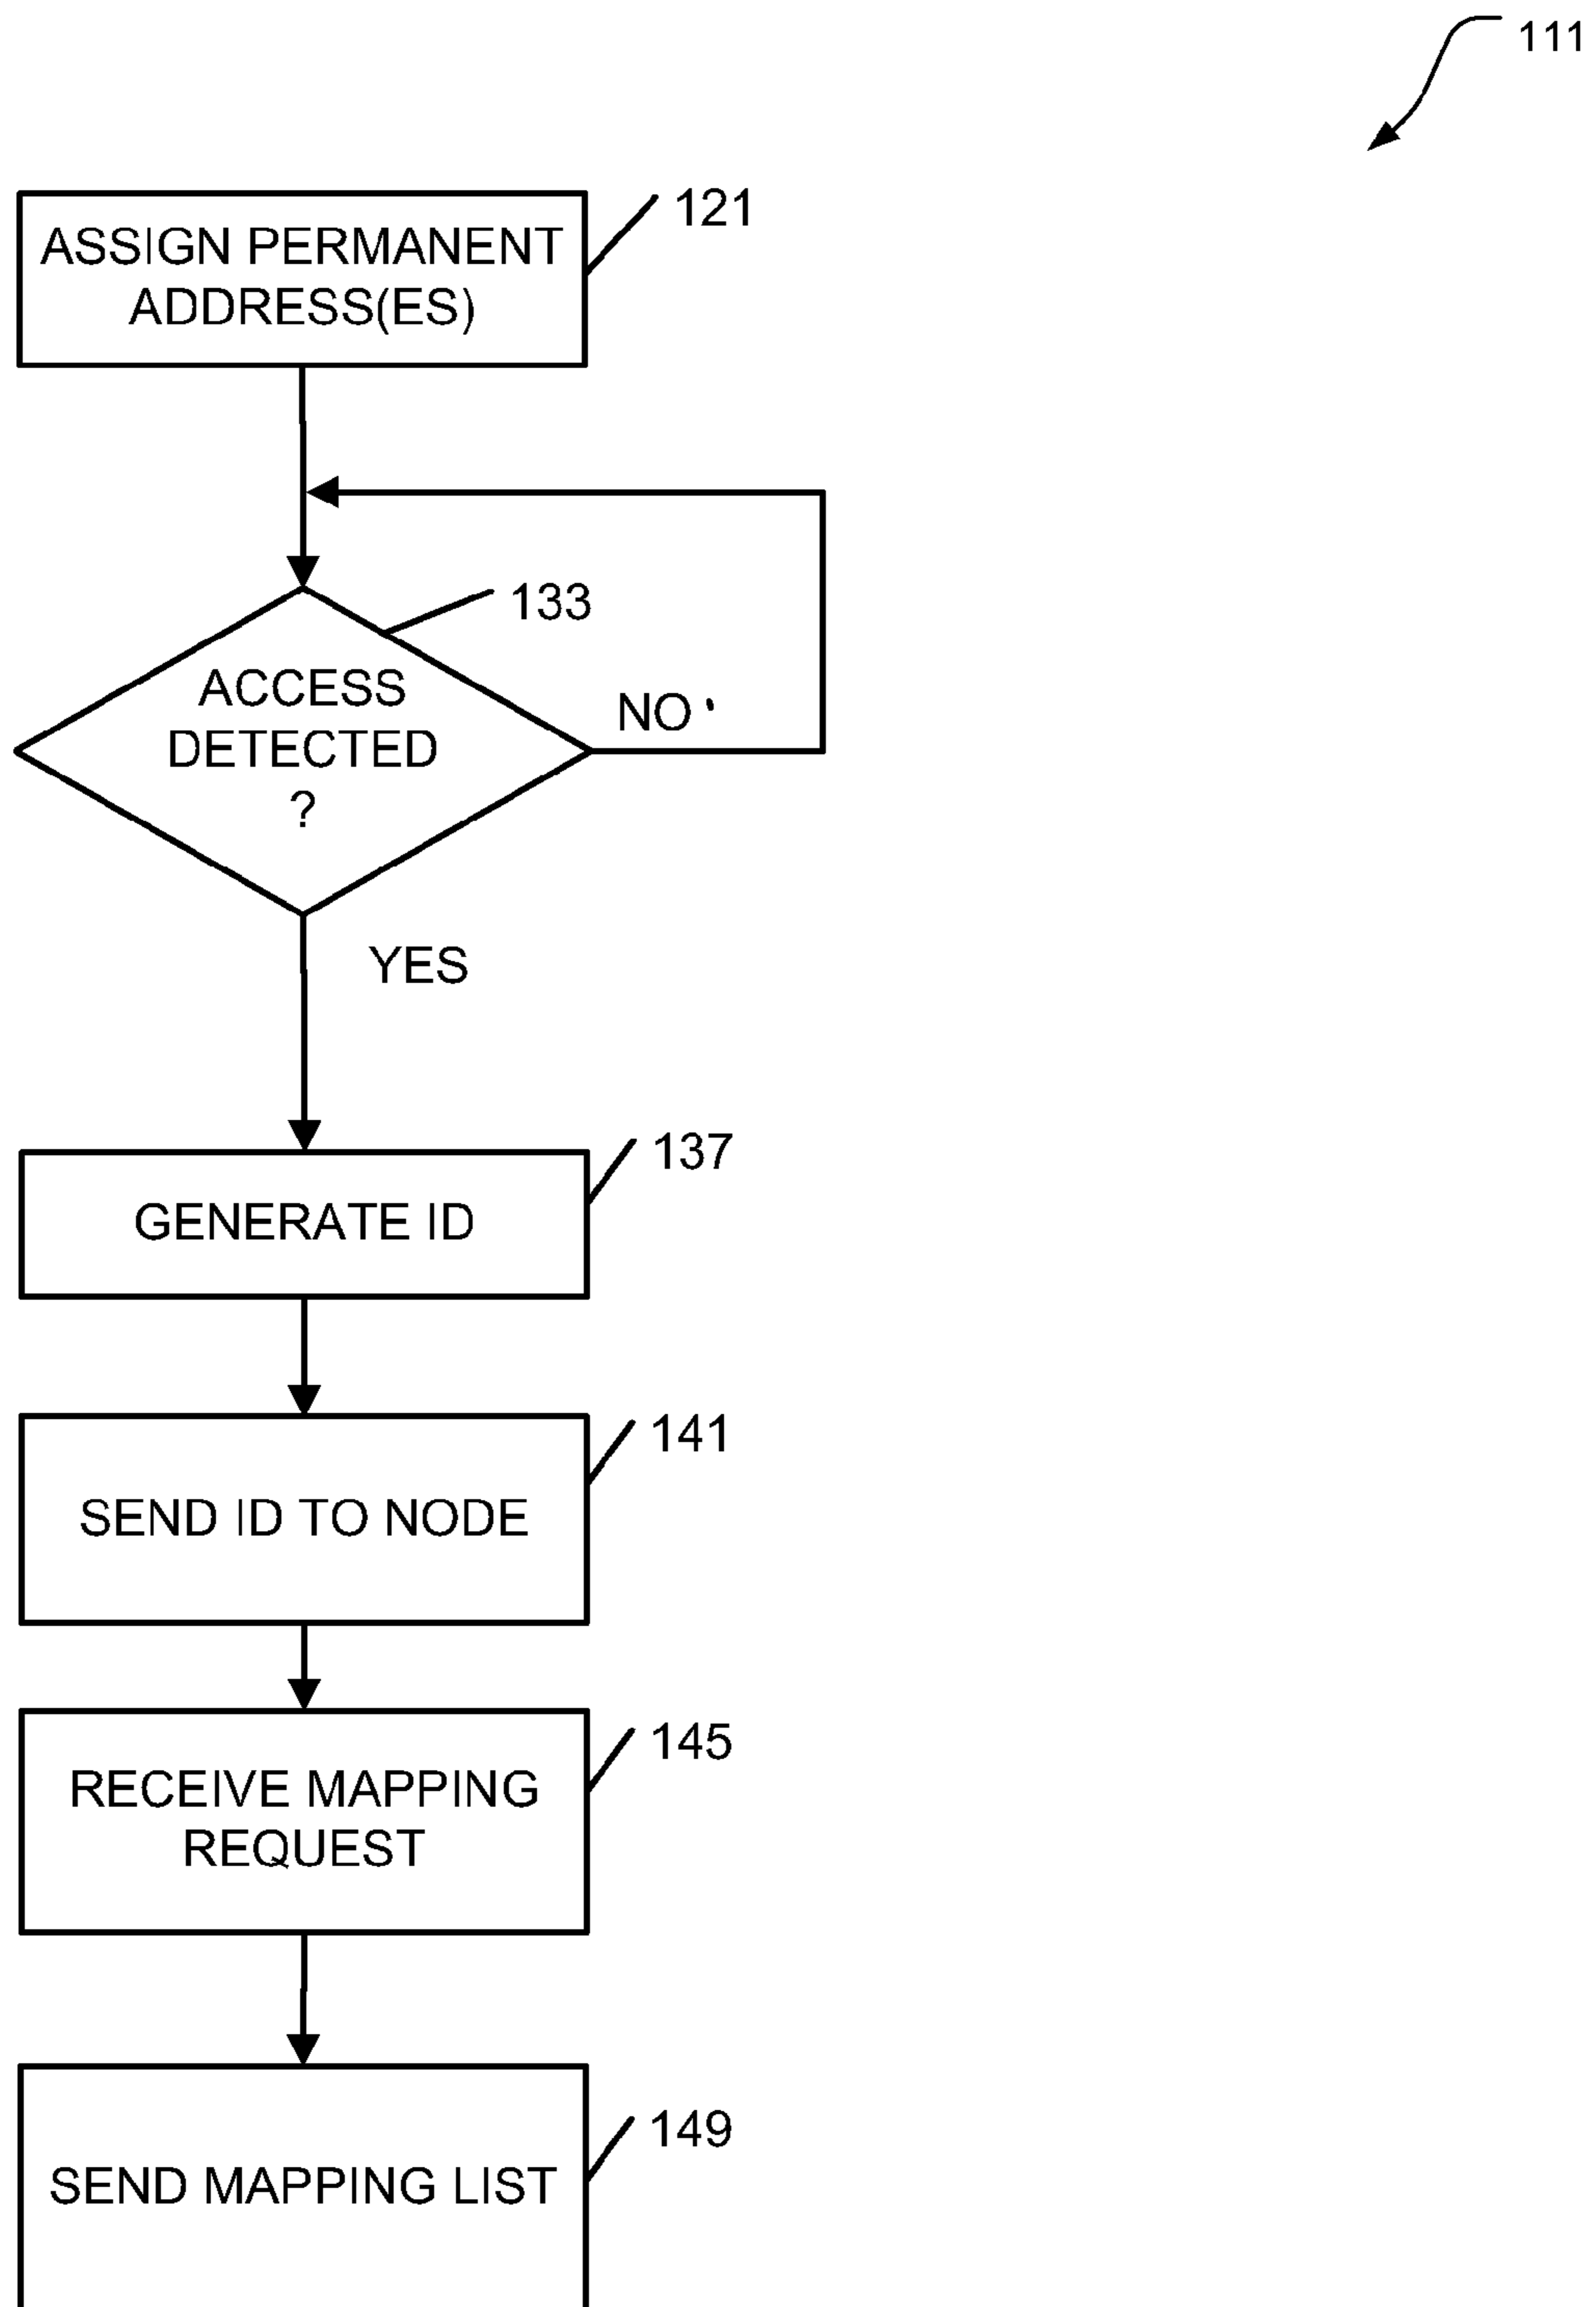 111
121
ASSIGN PERMANENT
ADDRESS(ES)
133
ACCESS
DETECTED
?
NO
YES
137
GENERATE ID
141
SEND ID TO NODE
145
RECEIVE MAPPING
REQUEST
149
SEND MAPPING LIST